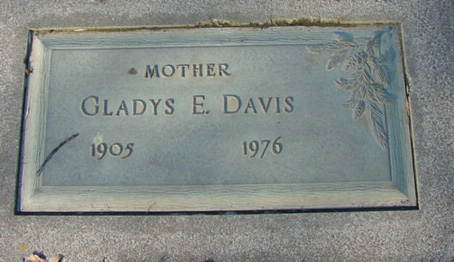 MOTHER
GLADYS E. DAVIS
1905 1976